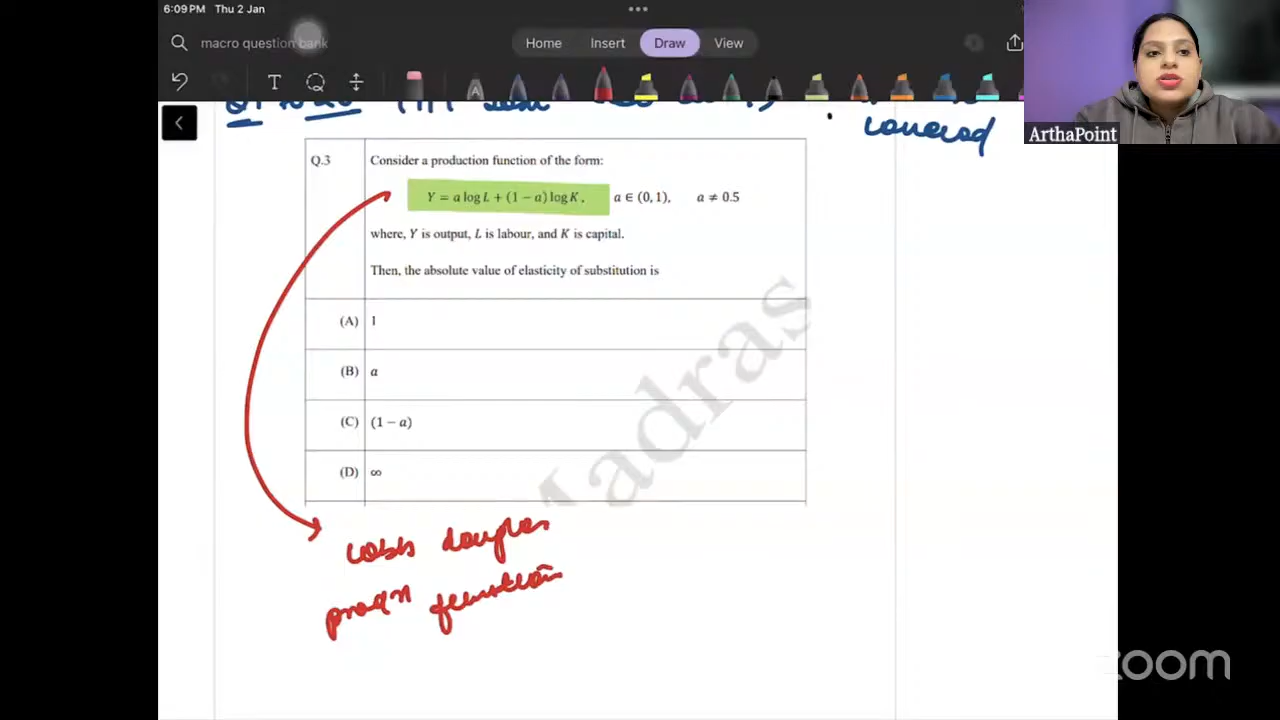 6:09 PM Thu 2 Jan
macro question bank
Home Insert Draw View
covered
ArthaPoint
Q.3 Consider a production function of the form:
Y = a log L + (1 − a) log K, a ∈ (0, 1), a ≠ 0.5
where, Y is output, L is labour, and K is capital.
Then, the absolute value of elasticity of substitution is
(A) 1
(B) a
(C) (1 − a)
(D) ∞
adras
cobb douglas
prodn function
zoom